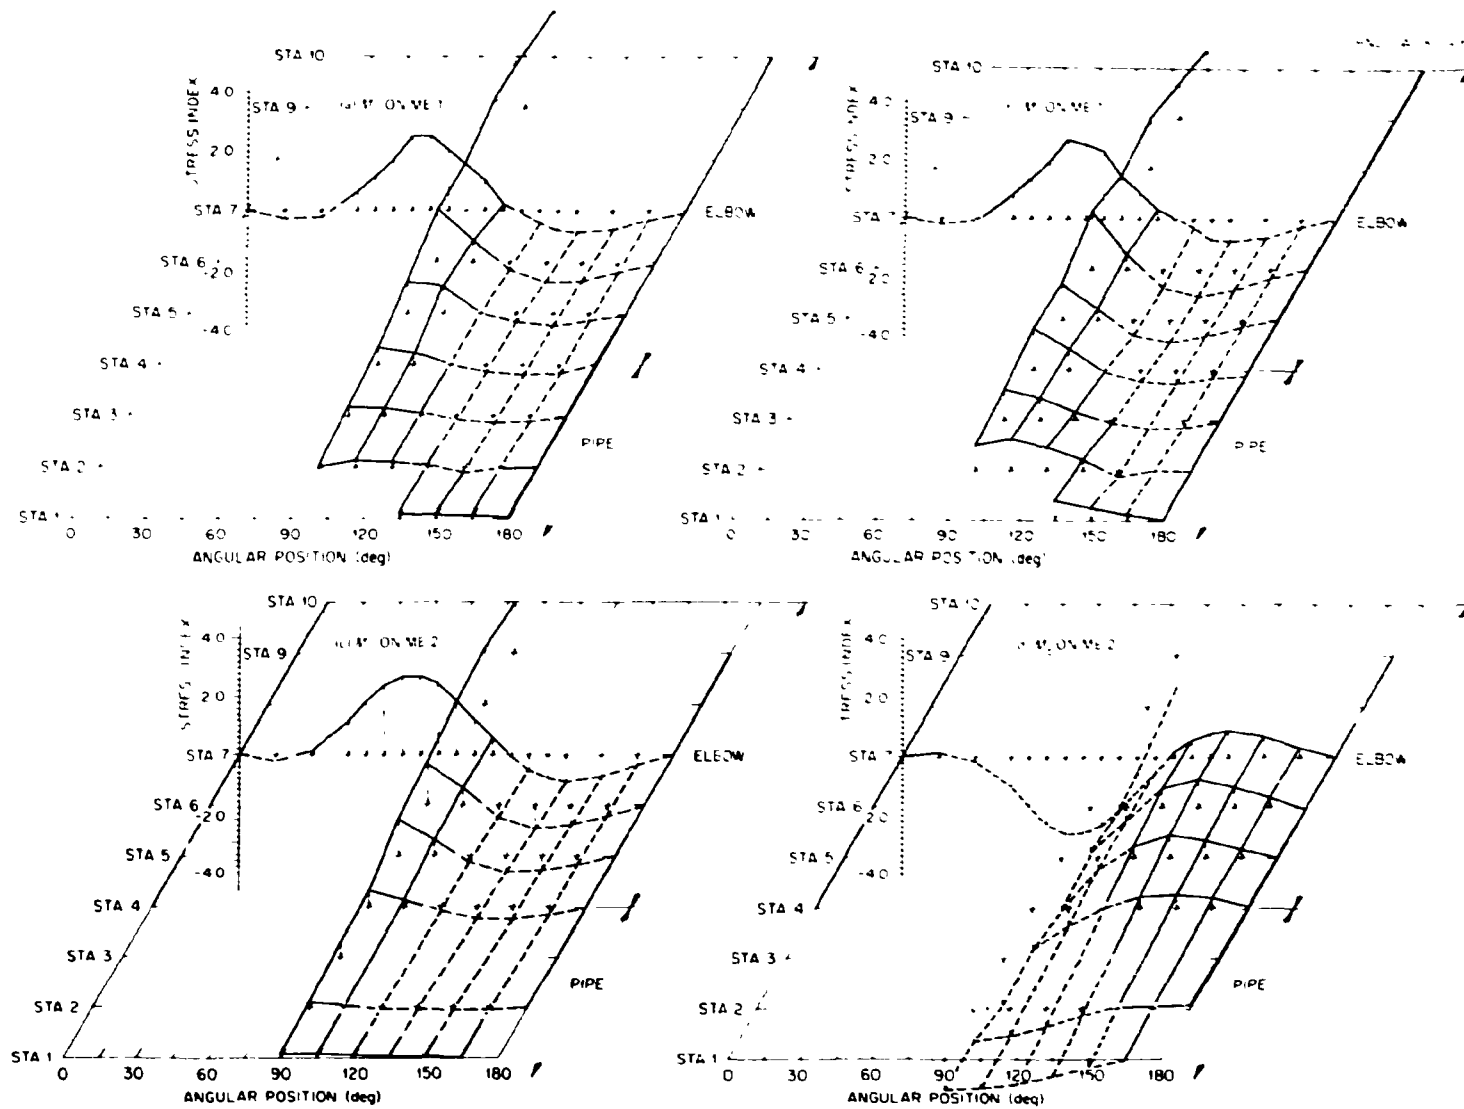 STA 10
4.0
STA 9
STRESS INDEX
2.0
STA 7
ELBOW
STA 6
-2.0
STA 5
-4.0
STA 4
STA 3
PIPE
STA 2
STA 1
0 30 60 90 120 150 180
ANGULAR POSITION (deg)
STA 10
4.0
STA 9
STRESS INDEX
2.0
STA 7
ELBOW
STA 6
2.0
STA 5
-4.0
STA 4
STA 3
PIPE
STA 2
STA 1
0 30 60 90 120 150 180
ANGULAR POSITION (deg)
STA 10
4.0
STA 9
STRESS INDEX
2.0
STA 7
ELBOW
STA 6
-2.0
STA 5
-4.0
STA 4
STA 3
PIPE
STA 2
STA 1
0 30 60 90 120 150 180
ANGULAR POSITION (deg)
STA 10
4.0
STA 9
STRESS INDEX
2.0
STA 7
ELBOW
STA 6
2.0
STA 5
-4.0
STA 4
STA 3
PIPE
STA 2
STA 1
0 30 60 90 120 150 180
ANGULAR POSITION (deg)